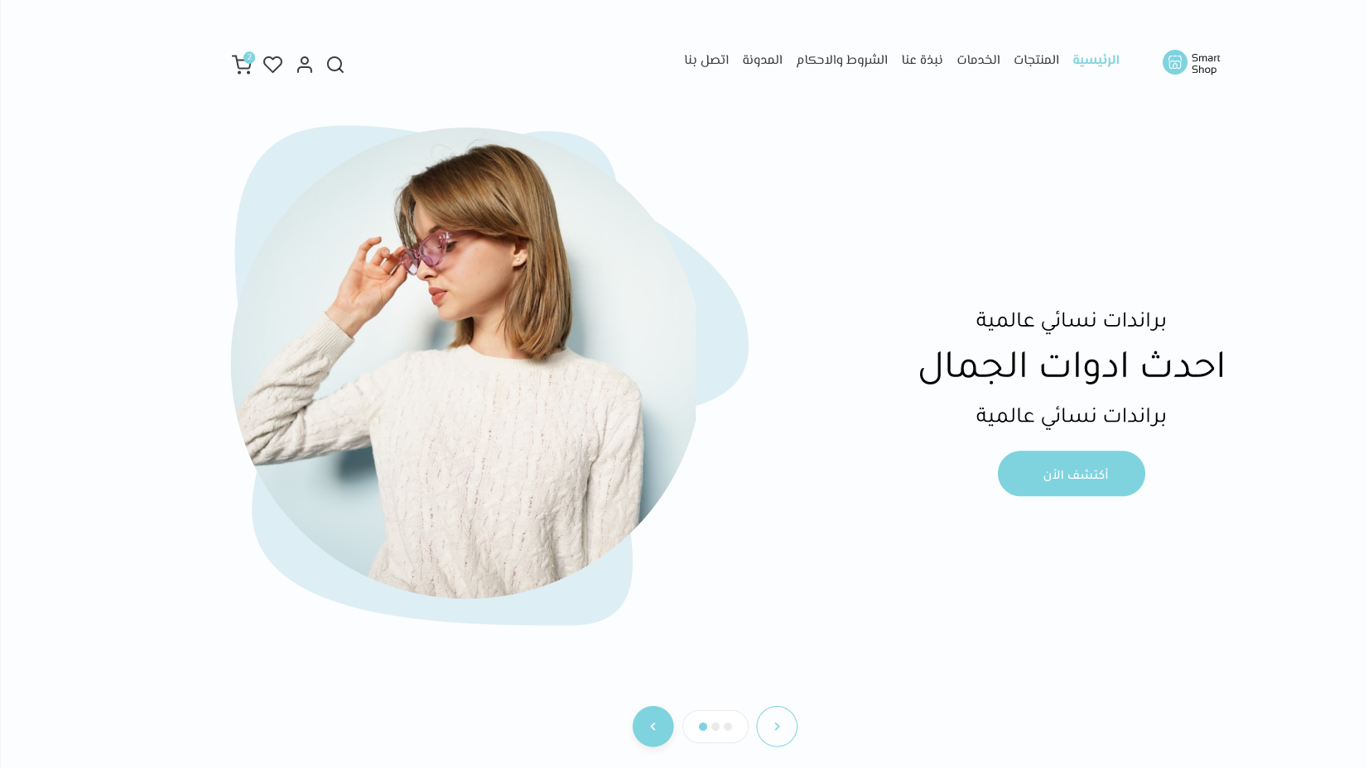 Smart
Shop
الرئيسية
المنتجات
الخدمات
نبذة عنا
الشروط والاحكام
المدونة
اتصل بنا
2
براندات نسائي عالمية
احدث ادوات الجمال
براندات نسائي عالمية
أكتشف الأن